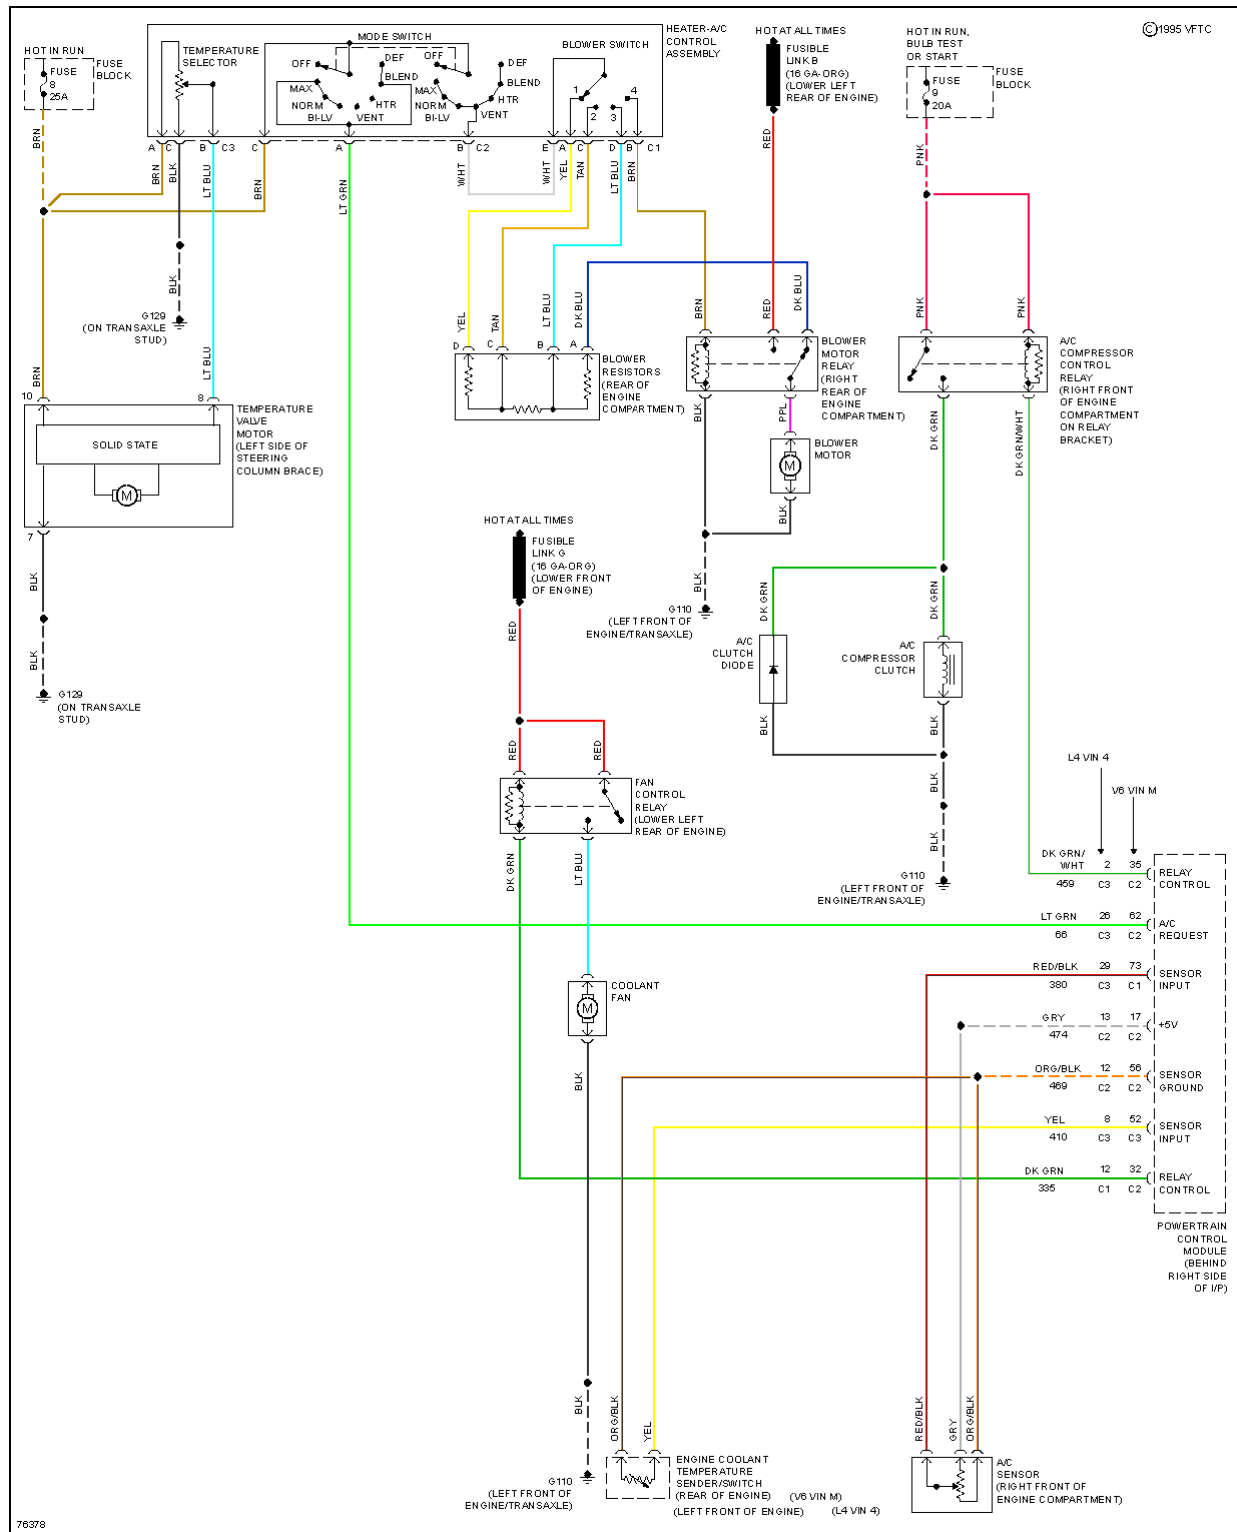 © 1995 VFTC
HOT IN RUN
FUSE
8
25A
FUSE
BLOCK
TEMPERATURE
SELECTOR
MODE SWITCH
OFF
DEF
MAX
BLEND
NORM
HTR
BI-LV
VENT
OFF
DEF
MAX
BLEND
NORM
HTR
BI-LV
VENT
BLOWER SWITCH
1
4
2
3
HEATER-A/C
CONTROL
ASSEMBLY
HOT AT ALL TIMES
FUSIBLE
LINK B
(16 GA-ORG)
(LOWER LEFT
REAR OF ENGINE)
HOT IN RUN,
BULB TEST
OR START
FUSE
9
20A
FUSE
BLOCK
BRN
A C B C3 C A B C2 E A C D B C1
BRN
BLK
LT BLU
BRN
LT GRN
WHT
WHT
YEL
TAN
LT BLU
BRN
RED
PNK
BLK
G129
(ON TRANSAXLE
STUD)
LT BLU
BRN
YEL
TAN
LT BLU
DK BLU
BRN
RED
DK BLU
PNK
PNK
D C B A
BLOWER
RESISTORS
(REAR OF
ENGINE
COMPARTMENT)
BLOWER
MOTOR
RELAY
(RIGHT
REAR OF
ENGINE
COMPARTMENT)
A/C
COMPRESSOR
CONTROL
RELAY
(RIGHT FRONT
OF ENGINE
COMPARTMENT
ON RELAY
BRACKET)
10
8
SOLID STATE
M
TEMPERATURE
VALVE
MOTOR
(LEFT SIDE OF
STEERING
COLUMN BRACE)
7
BLK
BLK
G129
(ON TRANSAXLE
STUD)
BLK
PPL
M
BLOWER
MOTOR
BLK
BLK
G110
(LEFT FRONT OF
ENGINE/TRANSAXLE)
DK GRN
DK GRN/WHT
HOT AT ALL TIMES
FUSIBLE
LINK G
(16 GA-ORG)
(LOWER FRONT
OF ENGINE)
RED
DK GRN
DK GRN
A/C
CLUTCH
DIODE
A/C
COMPRESSOR
CLUTCH
BLK
BLK
BLK
BLK
G110
(LEFT FRONT OF
ENGINE/TRANSAXLE)
RED
RED
FAN
CONTROL
RELAY
(LOWER LEFT
REAR OF ENGINE)
DK GRN
LT BLU
M
COOLANT
FAN
BLK
BLK
G110
(LEFT FRONT OF
ENGINE/TRANSAXLE)
L4 VIN 4
V6 VIN M
DK GRN/
WHT 2 35
459 C3 C2
RELAY
CONTROL
LT GRN 26 62
66 C3 C2
A/C
REQUEST
RED/BLK 29 73
380 C3 C1
SENSOR
INPUT
GRY 13 17
474 C2 C2
+5V
ORG/BLK 12 56
469 C2 C2
SENSOR
GROUND
YEL 8 52
410 C3 C3
SENSOR
INPUT
DK GRN 12 32
335 C1 C2
RELAY
CONTROL
POWERTRAIN
CONTROL
MODULE
(BEHIND
RIGHT SIDE
OF I/P)
ORG/BLK
YEL
ENGINE COOLANT
TEMPERATURE
SENDER/SWITCH
(REAR OF ENGINE) (V6 VIN M)
(LEFT FRONT OF ENGINE) (L4 VIN 4)
RED/BLK
GRY
ORG/BLK
A/C
SENSOR
(RIGHT FRONT OF
ENGINE COMPARTMENT)
76378